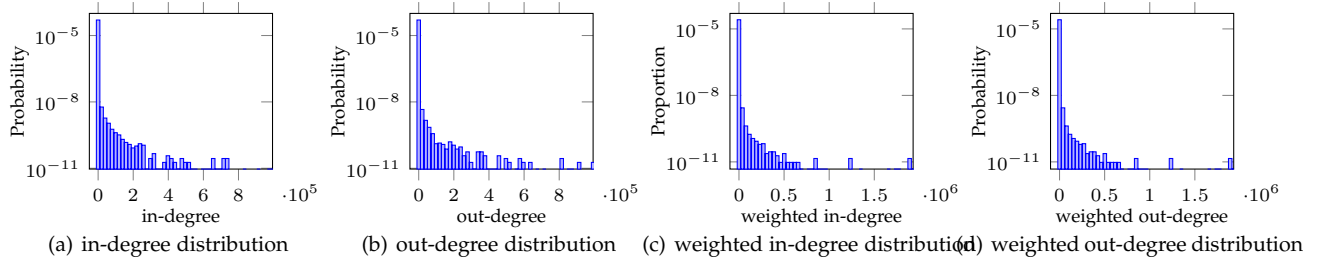 Probability
10^-5
10^-8
10^-11
0 2 4 6 8 ·10^5
in-degree
(a) in-degree distribution
Probability
10^-5
10^-8
10^-11
0 2 4 6 8 ·10^5
out-degree
(b) out-degree distribution
Proportion
10^-5
10^-8
10^-11
0 0.5 1 1.5 ·10^6
weighted in-degree
(c) weighted in-degree distribution
Probability
10^-5
10^-8
10^-11
0 0.5 1 1.5 ·10^6
weighted out-degree
(d) weighted out-degree distribution